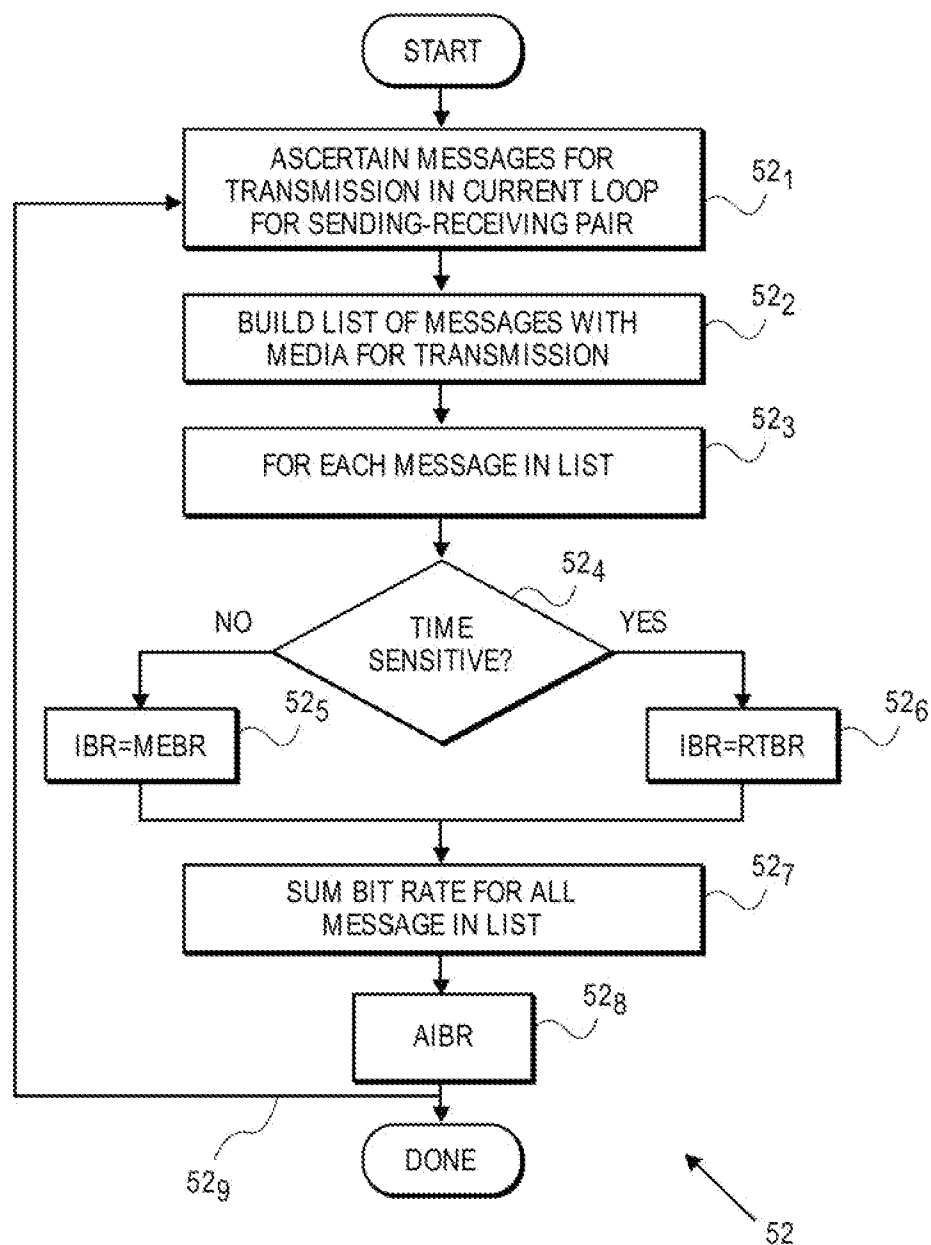 START
ASCERTAIN MESSAGES FOR
TRANSMISSION IN CURRENT LOOP
FOR SENDING-RECEIVING PAIR
52₁
BUILD LIST OF MESSAGES WITH
MEDIA FOR TRANSMISSION
52₂
FOR EACH MESSAGE IN LIST
52₃
TIME
SENSITIVE?
52₄
NO
YES
IBR=MEBR
52₅
IBR=RTBR
52₆
SUM BIT RATE FOR ALL
MESSAGE IN LIST
52₇
AIBR
52₈
DONE
52₉
52